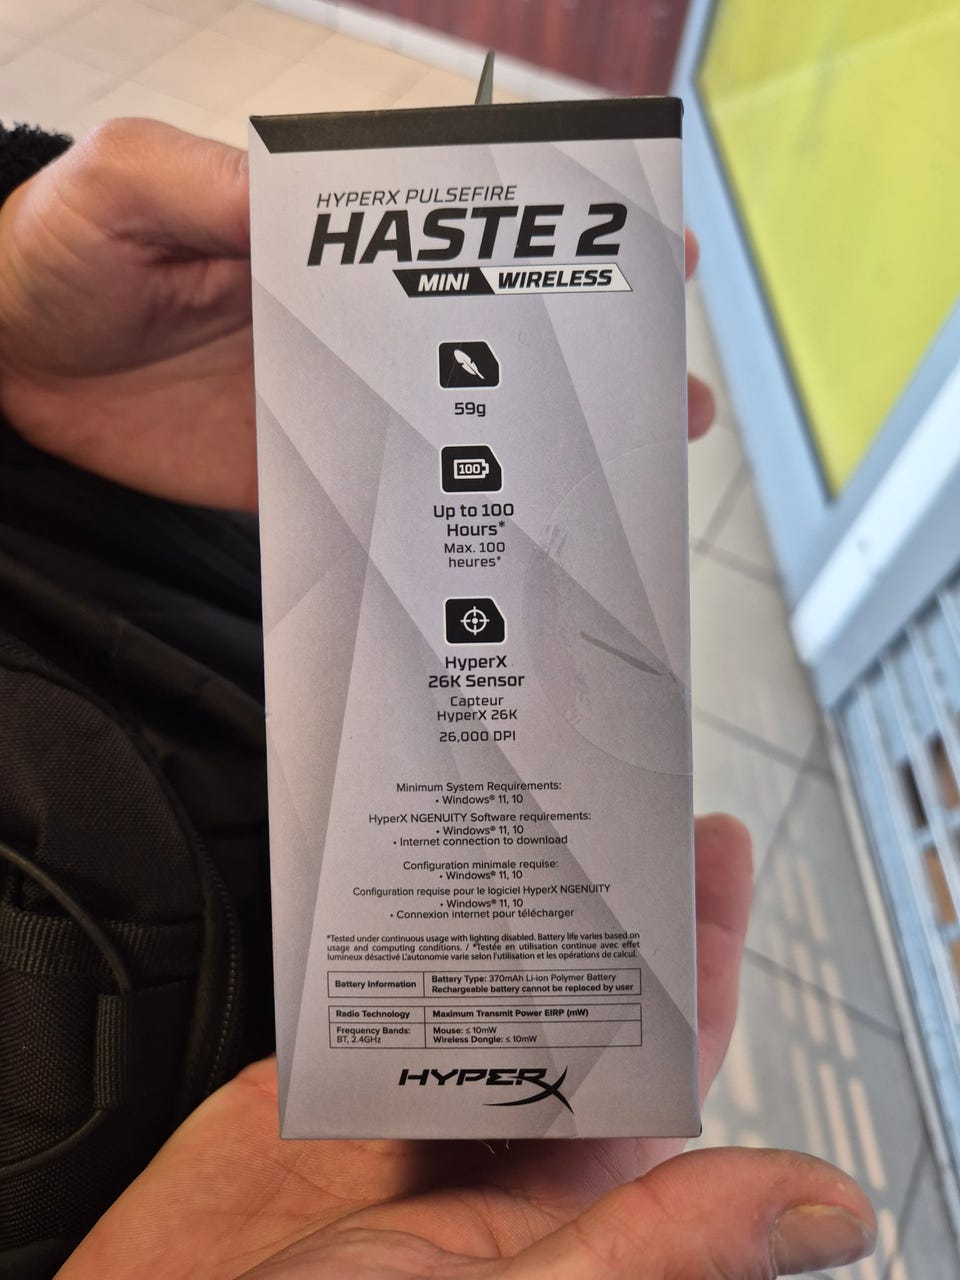 HYPERX PULSEFIRE
HASTE 2
MINI WIRELESS
59g
100
Up to 100
Hours*
Max. 100
heures*
HyperX
26K Sensor
Capteur
HyperX 26K
26,000 DPI
Minimum System Requirements:
• Windows® 11, 10
HyperX NGENUITY Software requirements:
• Windows® 11, 10
• Internet connection to download
Configuration minimale requise:
• Windows® 11, 10
Configuration requise pour le logiciel HyperX NGENUITY
• Windows® 11, 10
• Connexion internet pour télécharger
*Tested under continuous usage with lighting disabled. Battery life varies based on
usage and computing conditions. / *Testée en utilisation continue avec effet
lumineux désactivé L'autonomie varie selon l'utilisation et les opérations de calcul.
Battery Information
Battery Type: 370mAh Li-ion Polymer Battery
Rechargeable battery cannot be replaced by user
Radio Technology
Maximum Transmit Power EIRP (mW)
Frequency Bands:
BT, 2.4GHz
Mouse: ≤ 10mW
Wireless Dongle: ≤ 10mW
HYPERX